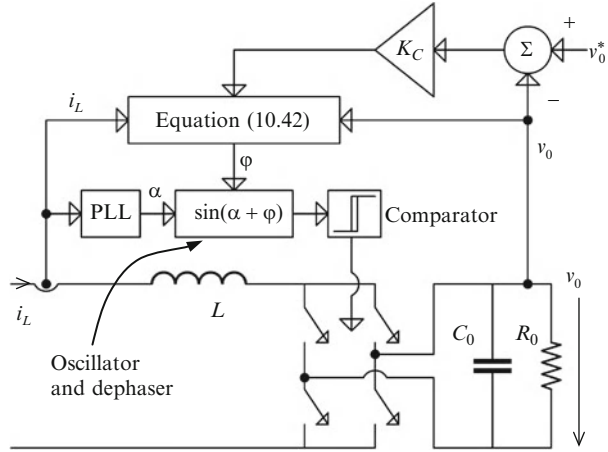 K_C
Σ
+
v_0^*
−
i_L
Equation (10.42)
v_0
φ
PLL
α
sin(α + φ)
Comparator
i_L
L
C_0
R_0
v_0
Oscillator
and dephaser